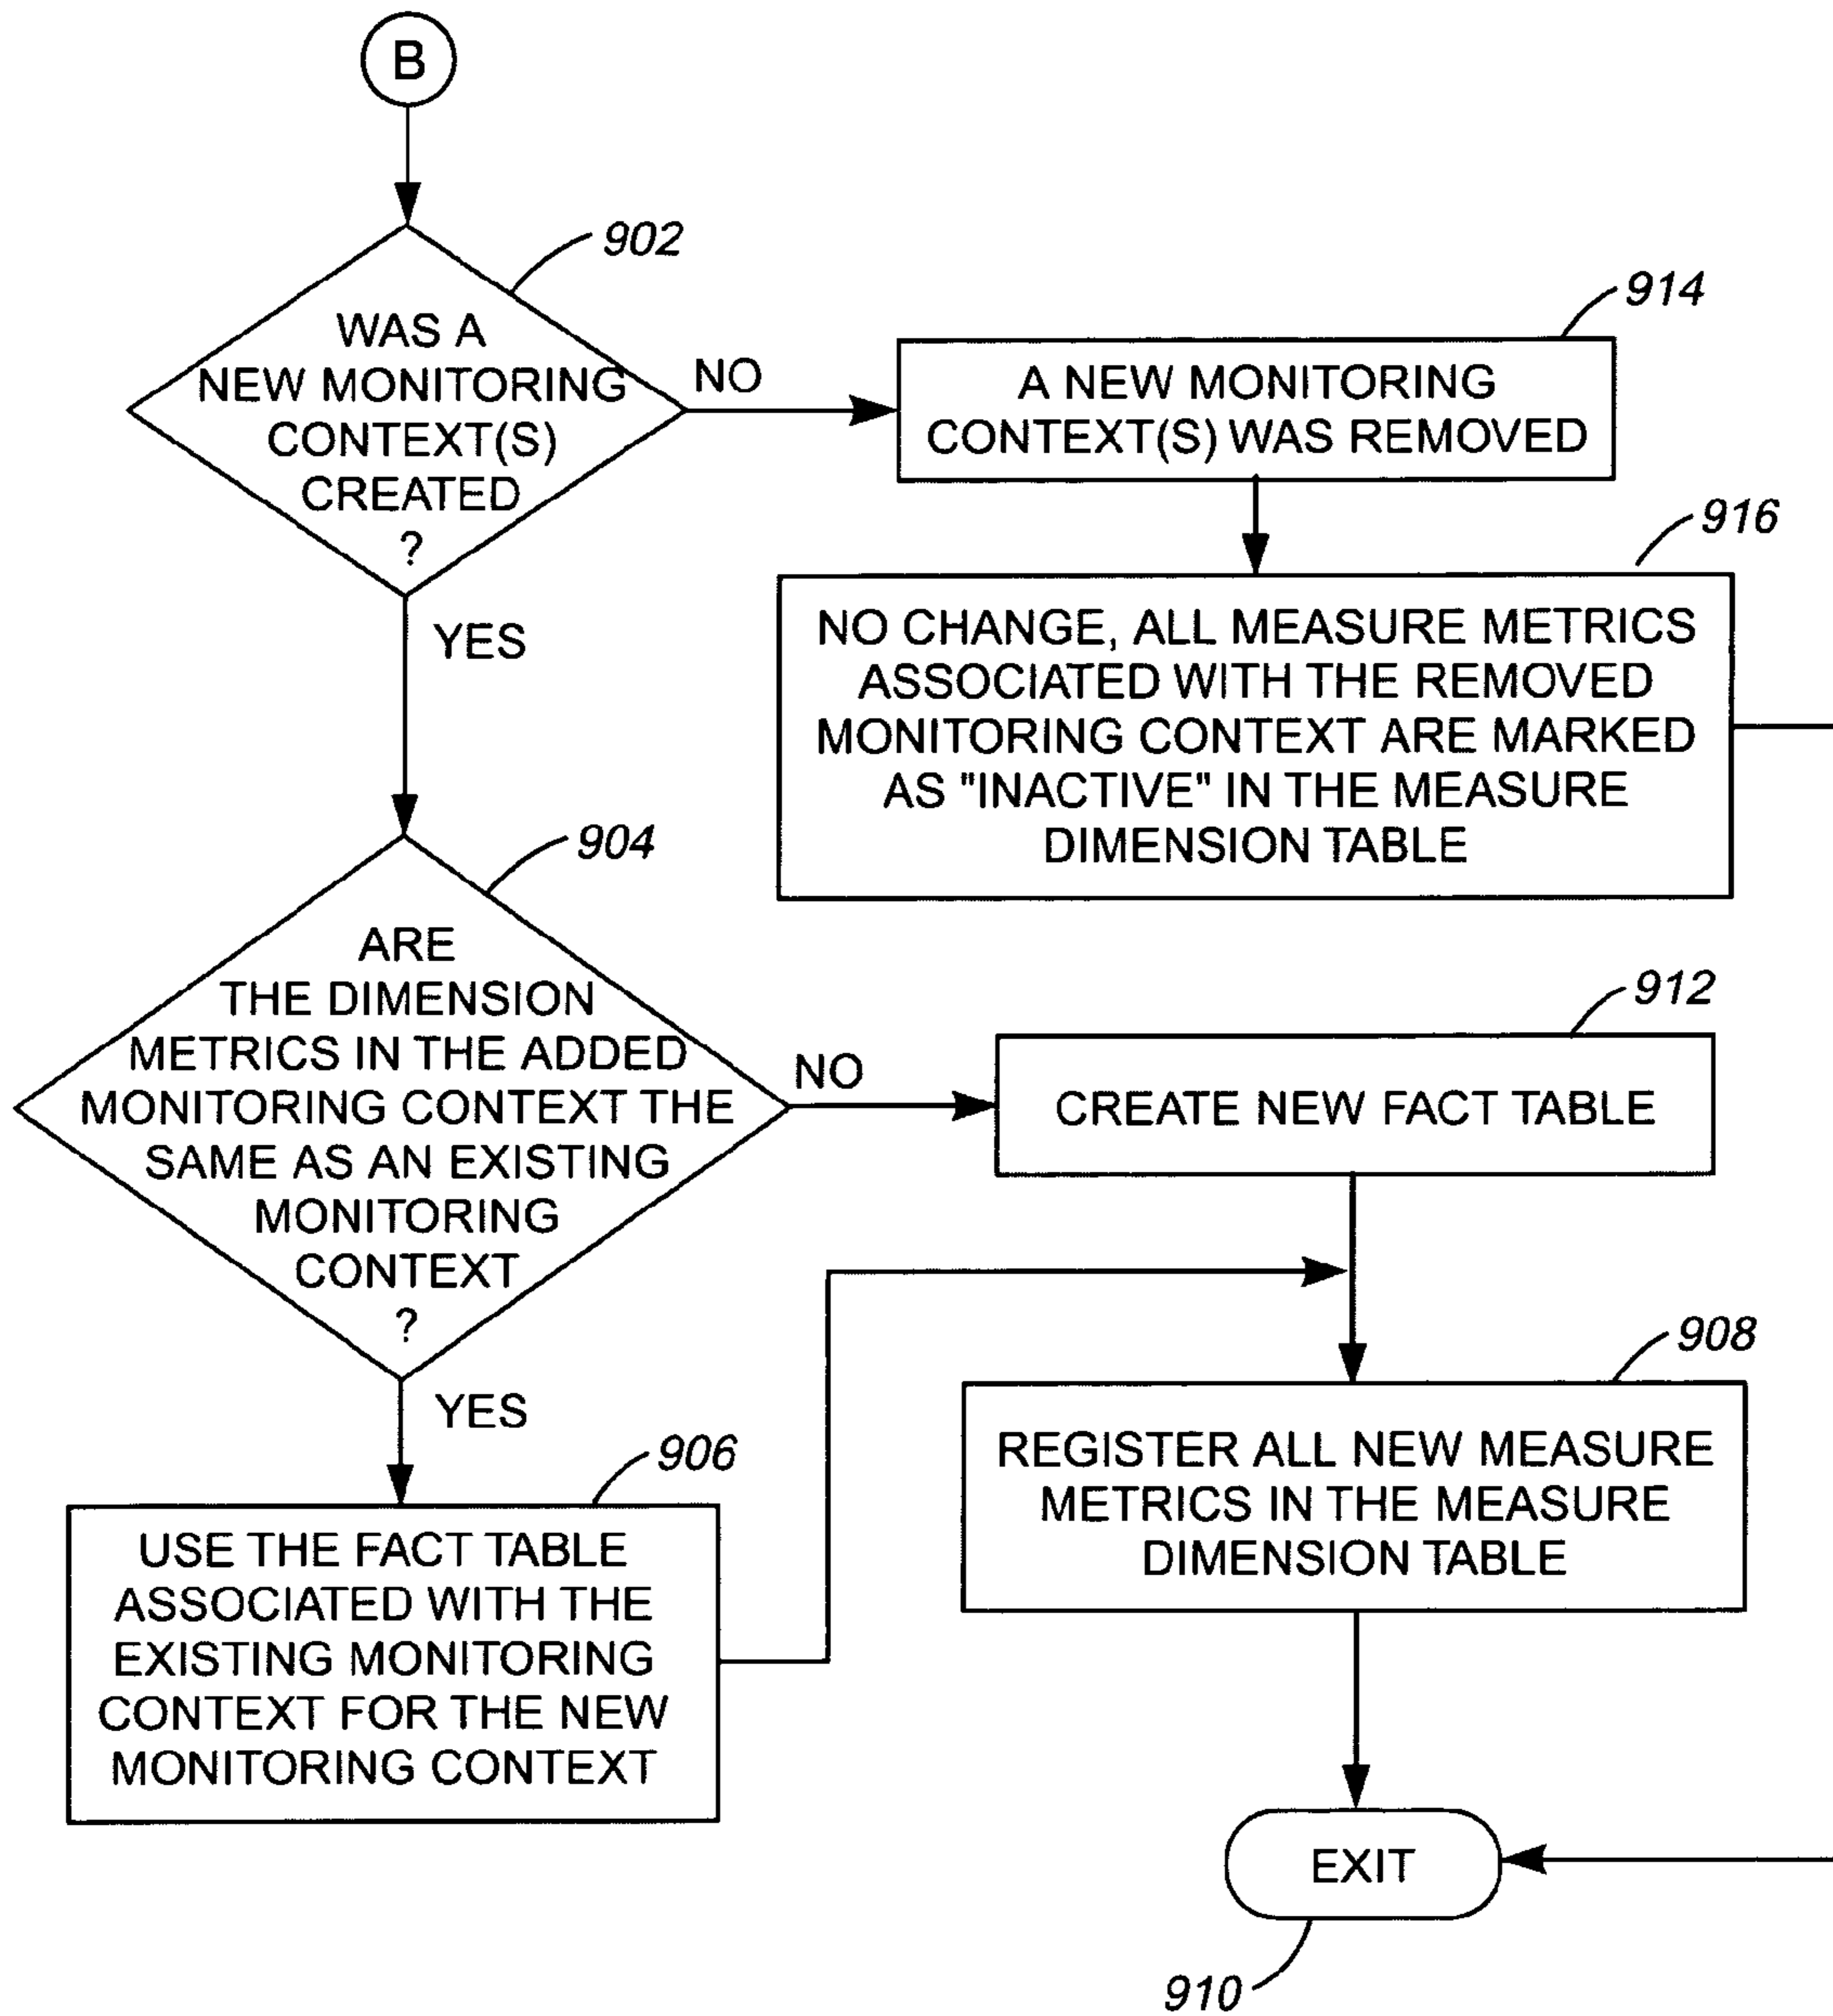 B
902
WAS A
NEW MONITORING
CONTEXT(S)
CREATED
?
NO
914
A NEW MONITORING
CONTEXT(S) WAS REMOVED
916
NO CHANGE, ALL MEASURE METRICS
ASSOCIATED WITH THE REMOVED
MONITORING CONTEXT ARE MARKED
AS "INACTIVE" IN THE MEASURE
DIMENSION TABLE
YES
904
ARE
THE DIMENSION
METRICS IN THE ADDED
MONITORING CONTEXT THE
SAME AS AN EXISTING
MONITORING
CONTEXT
?
NO
912
CREATE NEW FACT TABLE
YES
906
USE THE FACT TABLE
ASSOCIATED WITH THE
EXISTING MONITORING
CONTEXT FOR THE NEW
MONITORING CONTEXT
908
REGISTER ALL NEW MEASURE
METRICS IN THE MEASURE
DIMENSION TABLE
EXIT
910